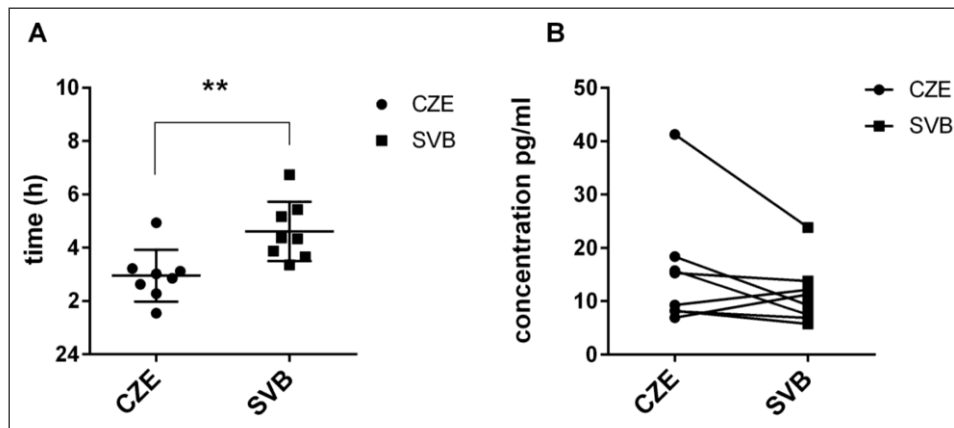 A
**
time (h)
10
8
6
4
2
24
CZE
SVB
CZE
SVB
B
concentration pg/ml
50
40
30
20
10
0
CZE
SVB
CZE
SVB